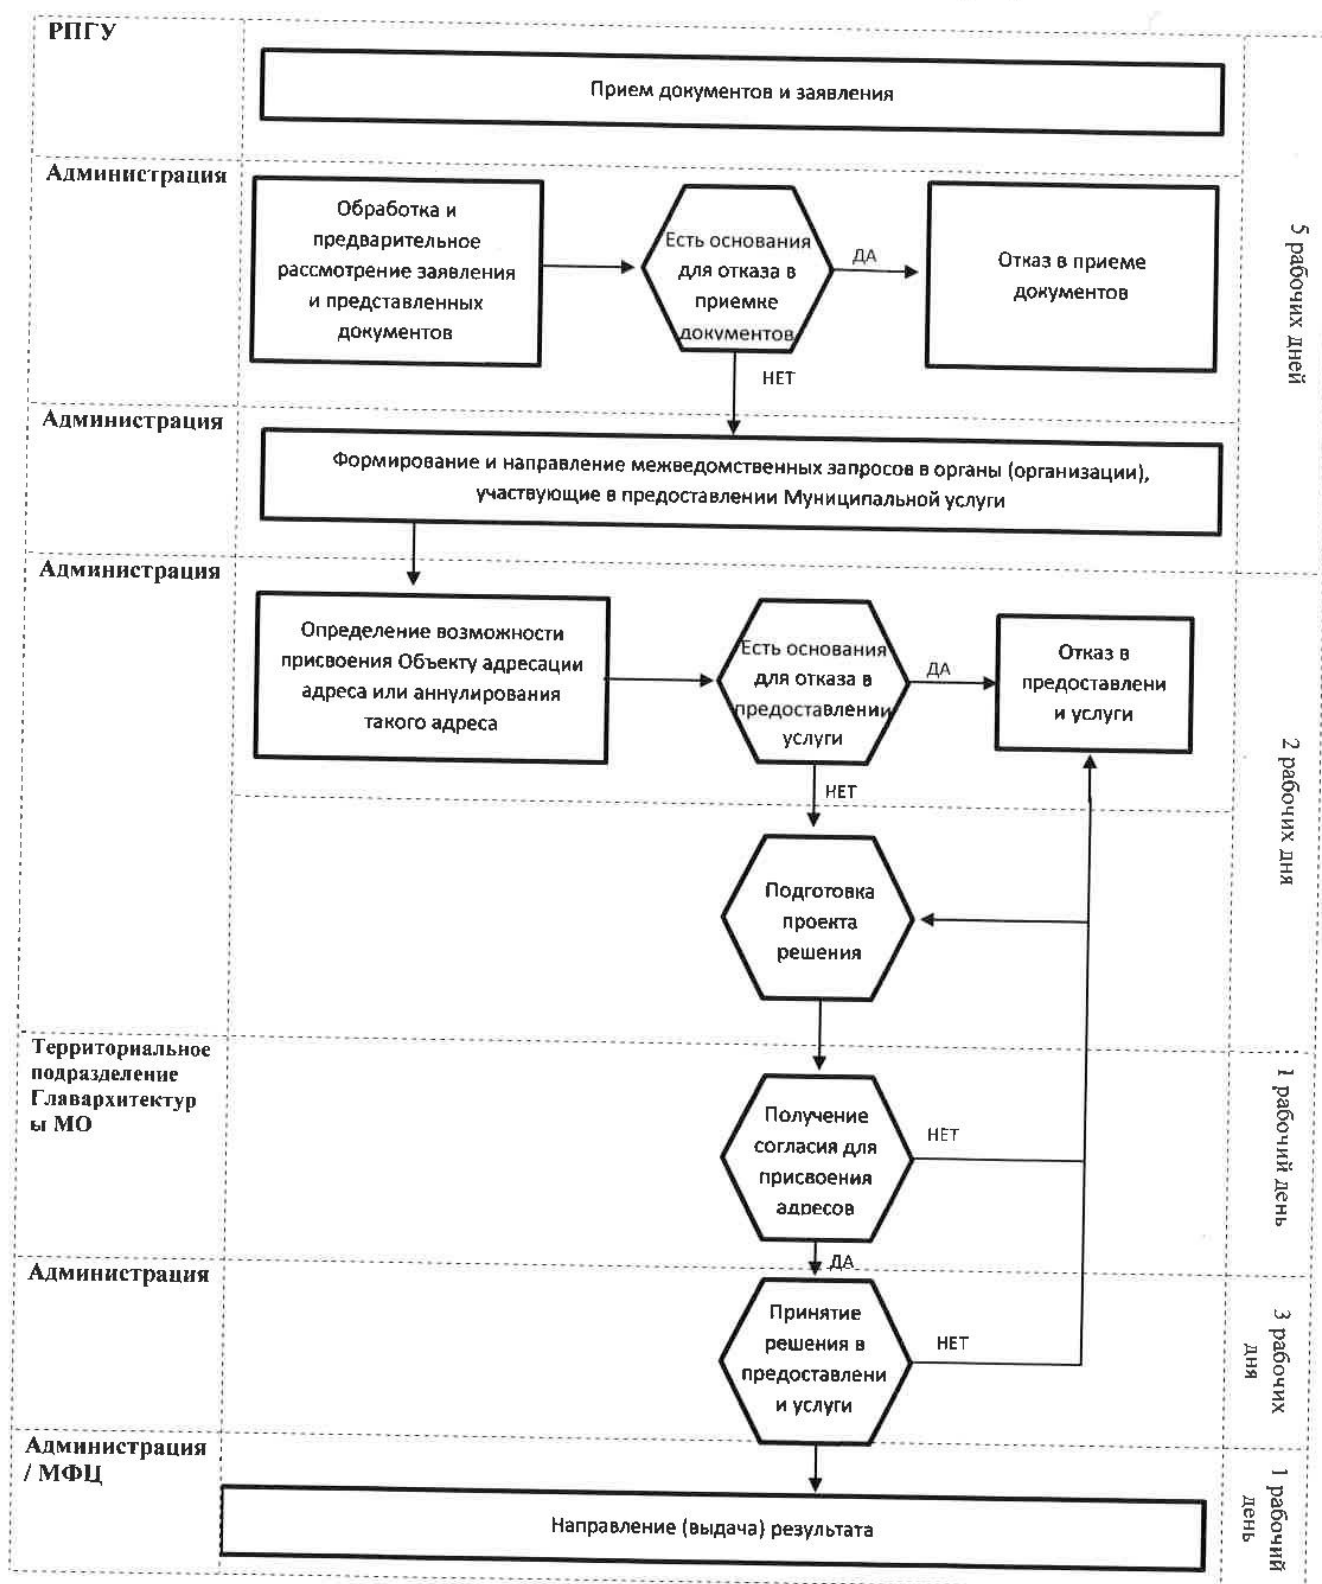 РПГУ
Прием документов и заявления
5 рабочих дней
Администрация
Обработка и
предварительное
рассмотрение заявления
и представленных
документов
Есть основания
для отказа в
приемке
документов
ДА
Отказ в приеме
документов
НЕТ
Администрация
Формирование и направление межведомственных запросов в органы (организации),
участвующие в предоставлении Муниципальной услуги
Администрация
Определение возможности
присвоения Объекту адресации
адреса или аннулирования
такого адреса
Есть основания
для отказа в
предоставлении
услуги
ДА
Отказ в
предоставлени
и услуги
2 рабочих дня
НЕТ
Подготовка
проекта
решения
Территориальное
подразделение
Главархитектур
ы МО
Получение
согласия для
присвоения
адресов
НЕТ
1 рабочий день
ДА
Администрация
Принятие
решения в
предоставлени
и услуги
НЕТ
3 рабочих
дня
Администрация
/ МФЦ
Направление (выдача) результата
1 рабочий
день